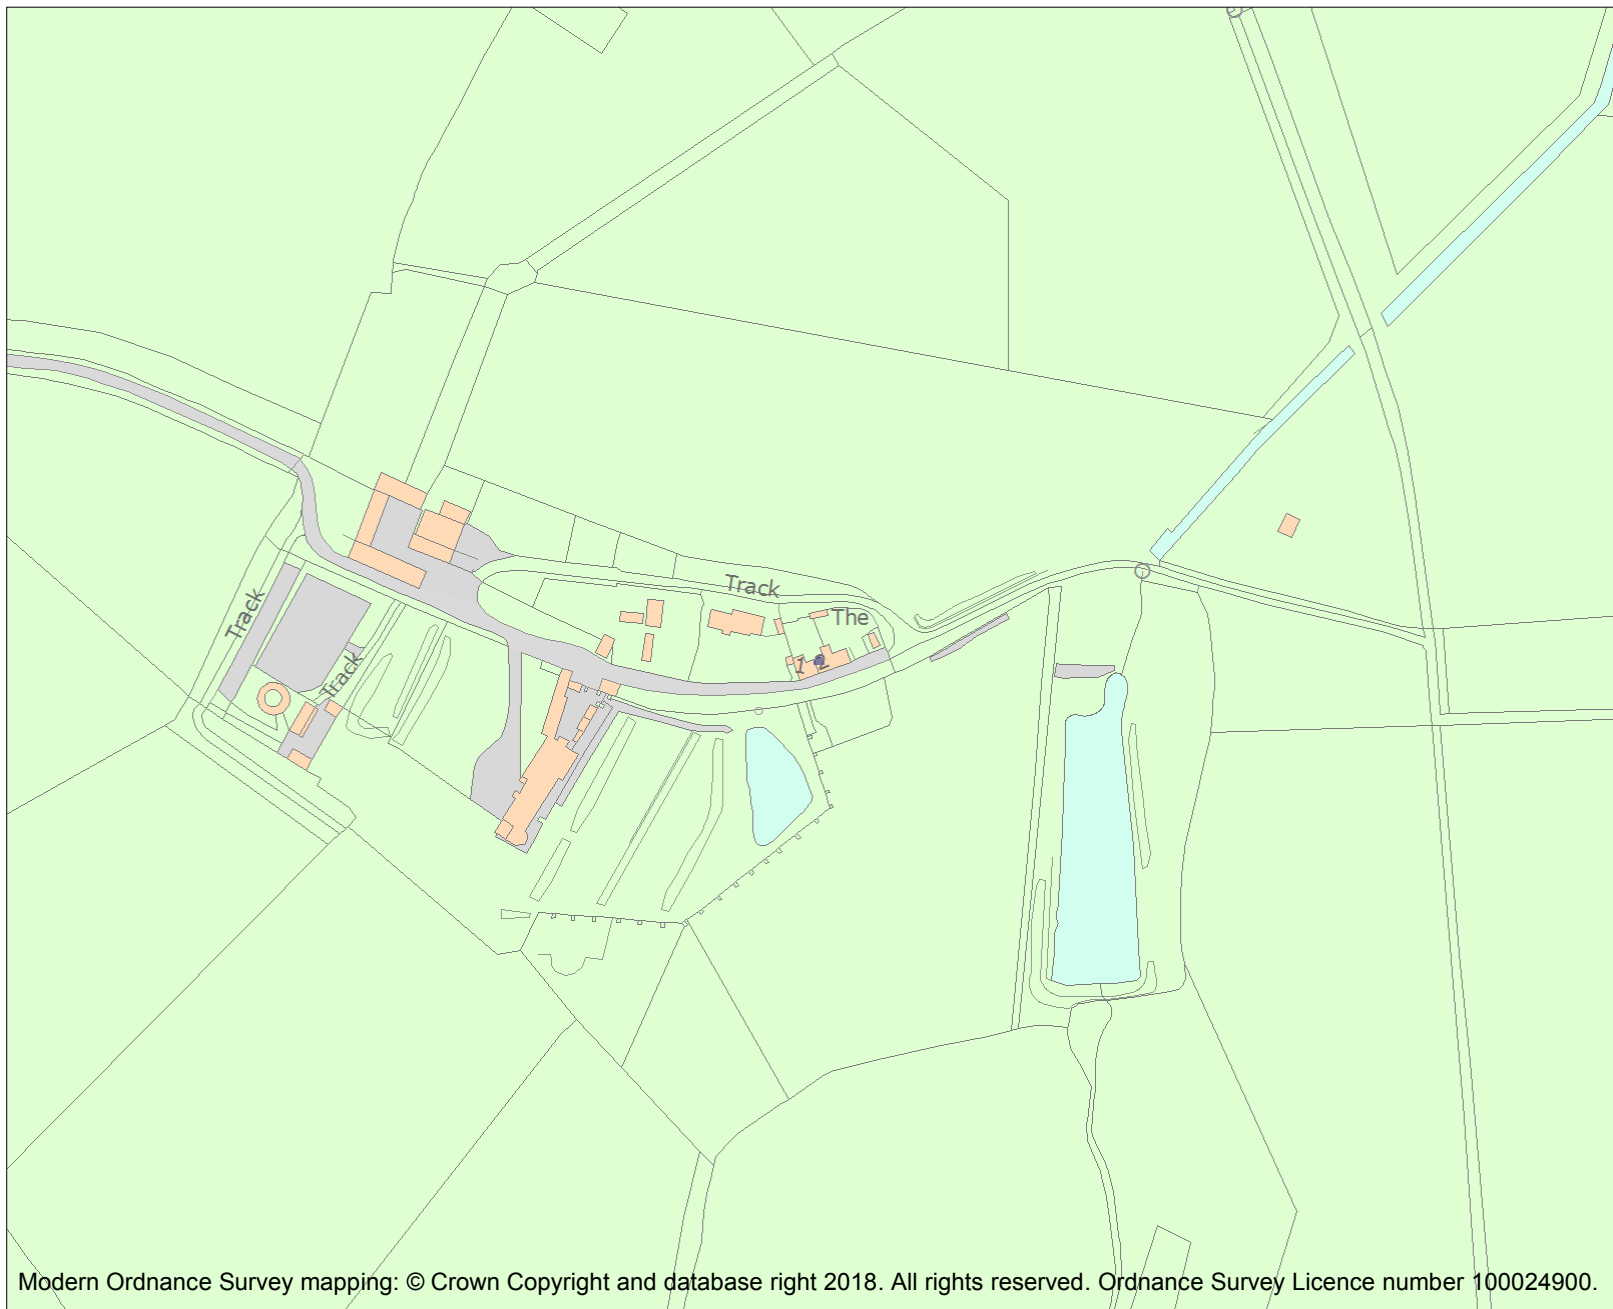 Track
The
Track
1 2
Track
Modern Ordnance Survey mapping: © Crown Copyright and database right 2018. All rights reserved. Ordnance Survey Licence number 100024900.